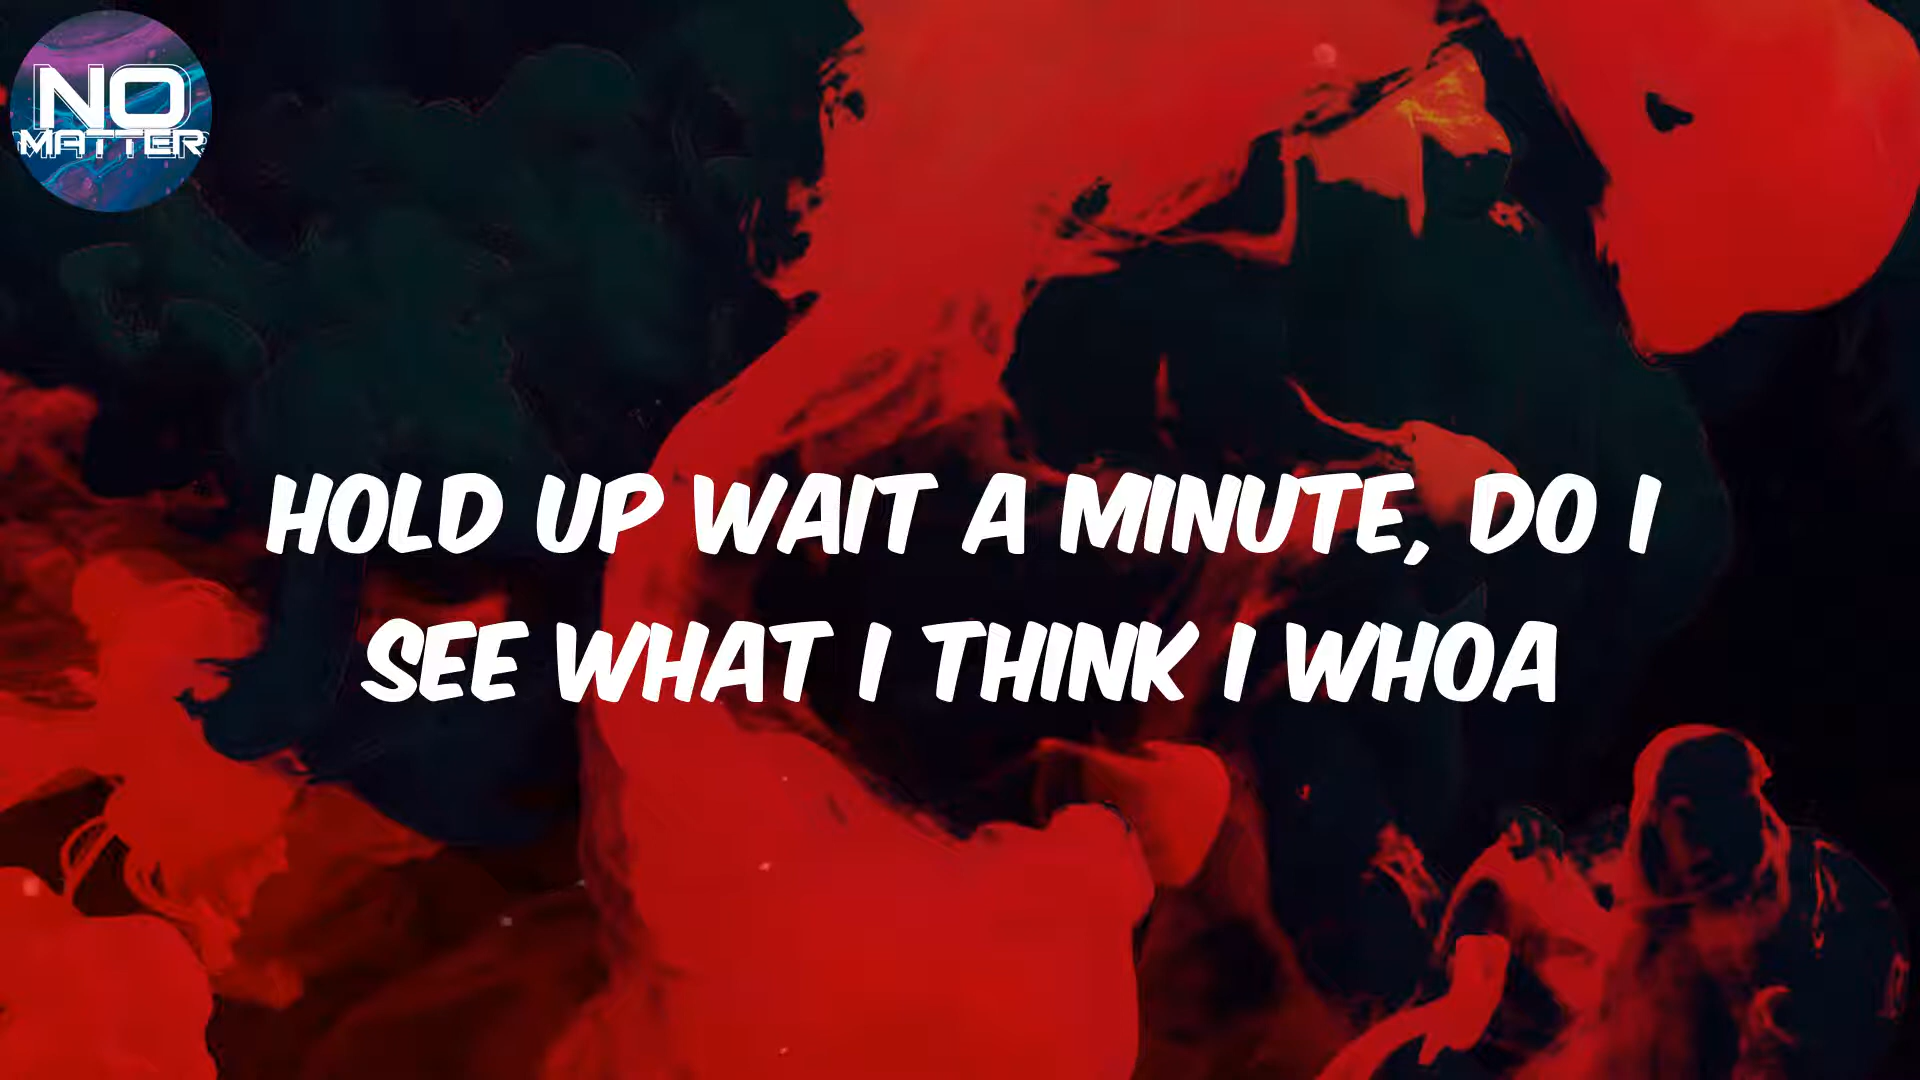 NO
MATTER
HOLD UP WAIT A MINUTE, DO I
SEE WHAT I THINK I WHOA